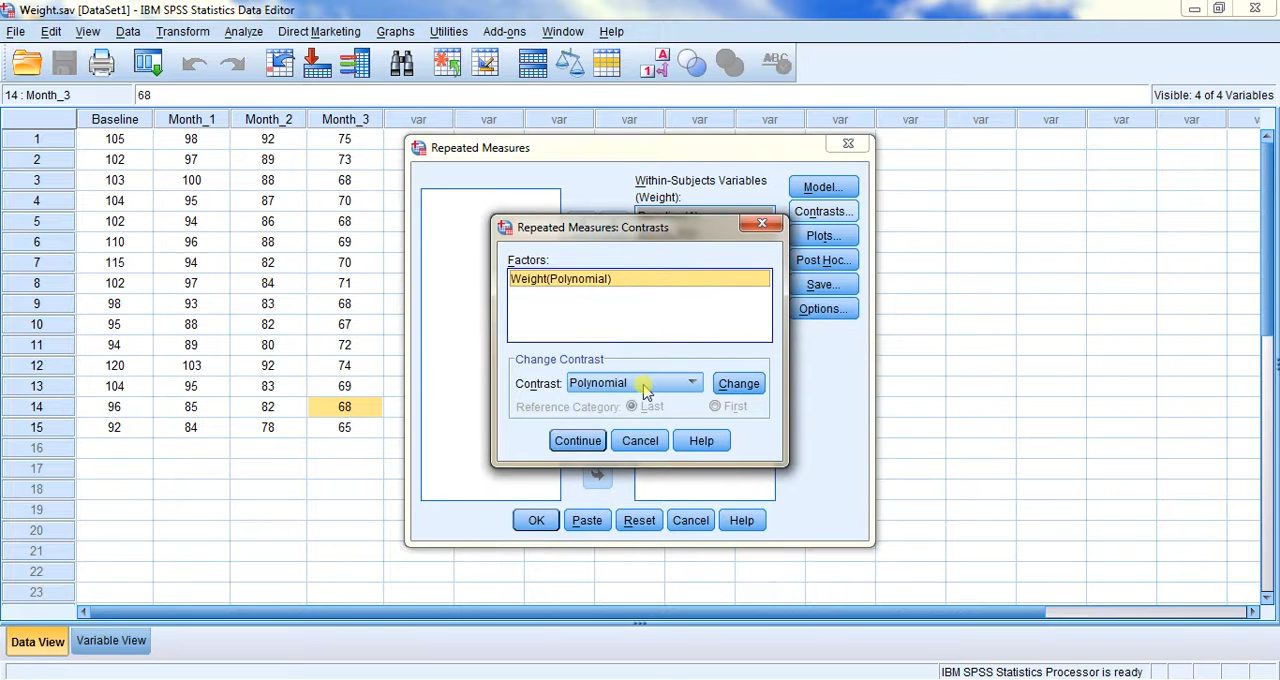 Weight.sav [DataSet1] - IBM SPSS Statistics Data Editor
File Edit View Data Transform Analyze Direct Marketing Graphs Utilities Add-ons Window Help
14 : Month_3 68 Visible: 4 of 4 Variables
Baseline Month_1 Month_2 Month_3 var var var var var var var var var var var var
1 105 98 92 75
2 102 97 89 73
3 103 100 88 68
4 104 95 87 70
5 102 94 86 68
6 110 96 88 69
7 115 94 82 70
8 102 97 84 71
9 98 93 83 68
10 95 88 82 67
11 94 89 80 72
12 120 103 92 74
13 104 95 83 69
14 96 85 82 68
15 92 84 78 65
16
17
18
19
20
21
22
23
Repeated Measures
Within-Subjects Variables
(Weight):
Model...
Contrasts...
Plots...
Post Hoc...
Save...
Options...
Repeated Measures: Contrasts
Factors:
Weight(Polynomial)
Change Contrast
Contrast: Polynomial Change
Reference Category: Last First
Continue Cancel Help
OK Paste Reset Cancel Help
Data View Variable View
IBM SPSS Statistics Processor is ready